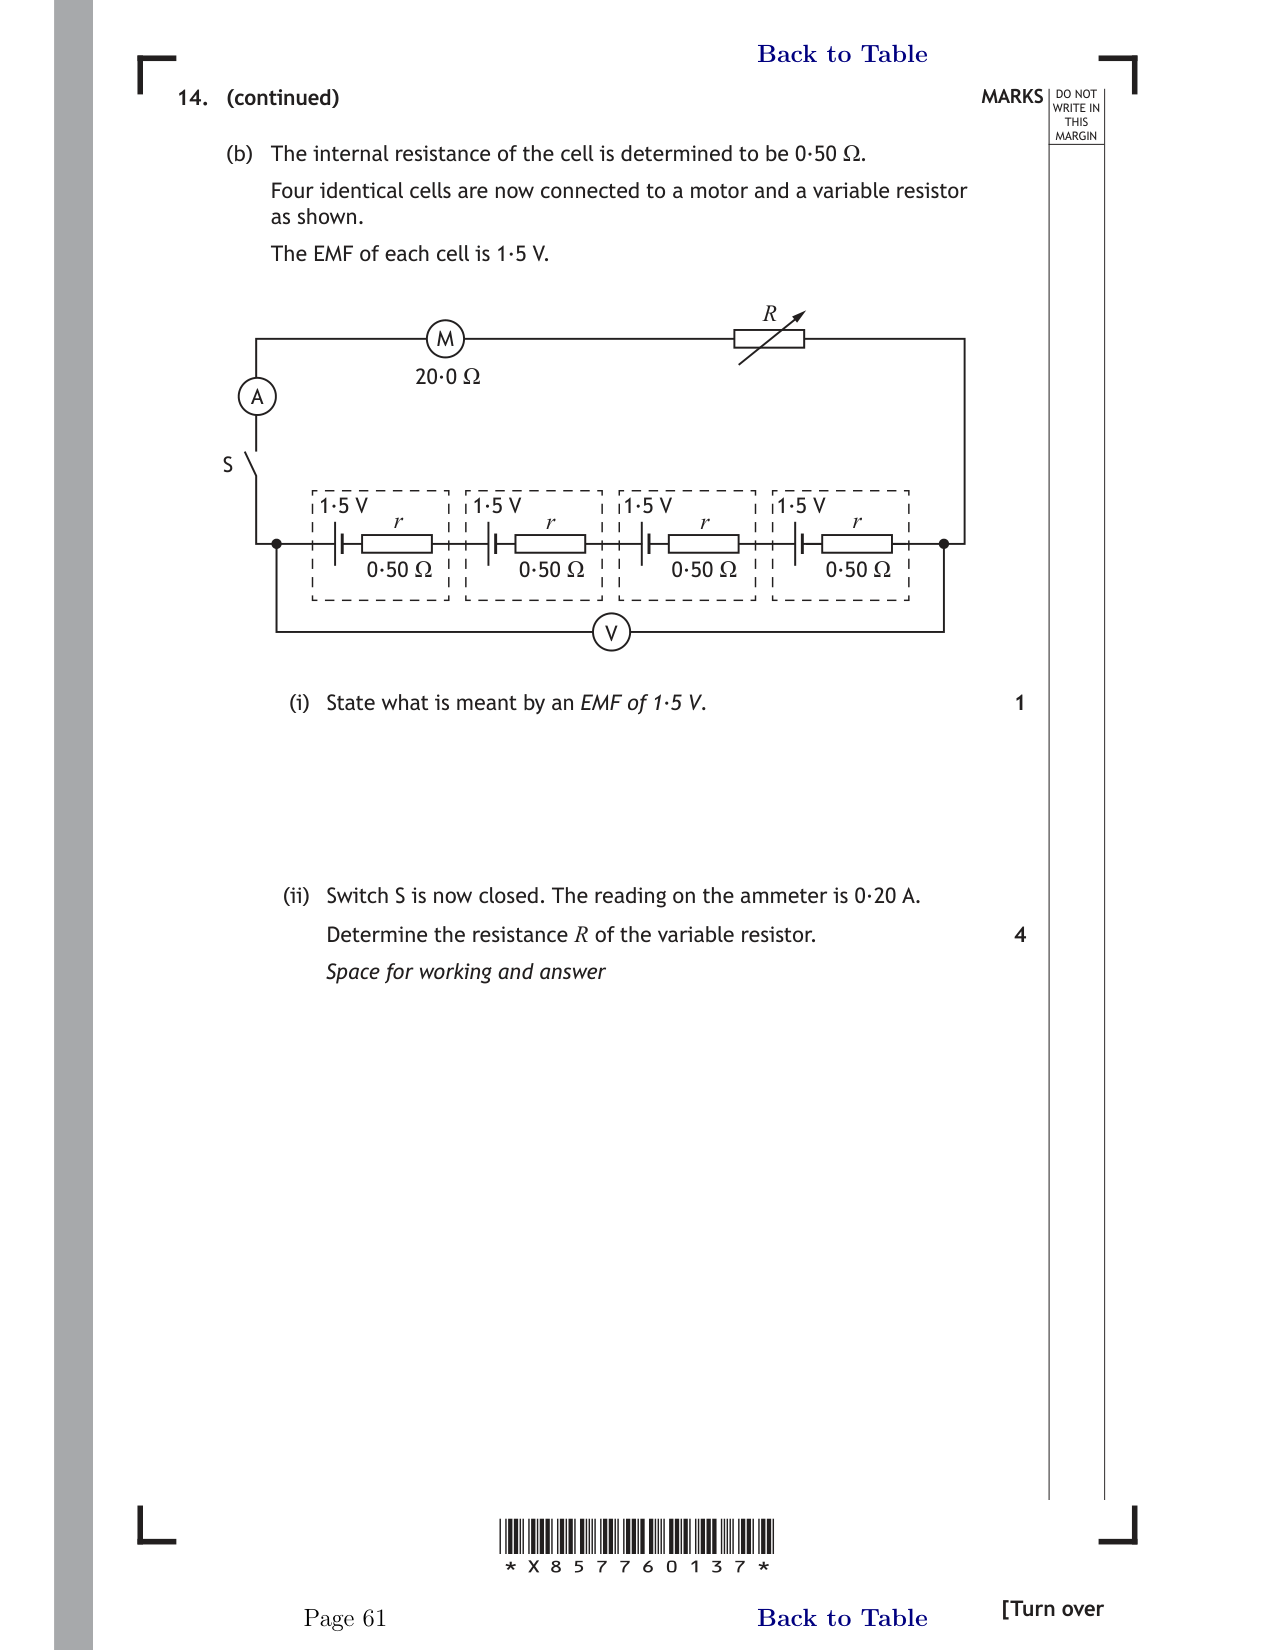 Back to Table
14. (continued)
MARKS
DO NOT
WRITE IN
THIS
MARGIN
(b) The internal resistance of the cell is determined to be 0·50 Ω.
Four identical cells are now connected to a motor and a variable resistor
as shown.
The EMF of each cell is 1·5 V.
R
M
20·0 Ω
A
S
1·5 V 1·5 V 1·5 V 1·5 V
r r r r
0·50 Ω 0·50 Ω 0·50 Ω 0·50 Ω
V
(i) State what is meant by an EMF of 1·5 V. 1
(ii) Switch S is now closed. The reading on the ammeter is 0·20 A.
Determine the resistance R of the variable resistor. 4
Space for working and answer
* X 8 5 7 7 6 0 1 3 7 *
[Turn over
Page 61
Back to Table